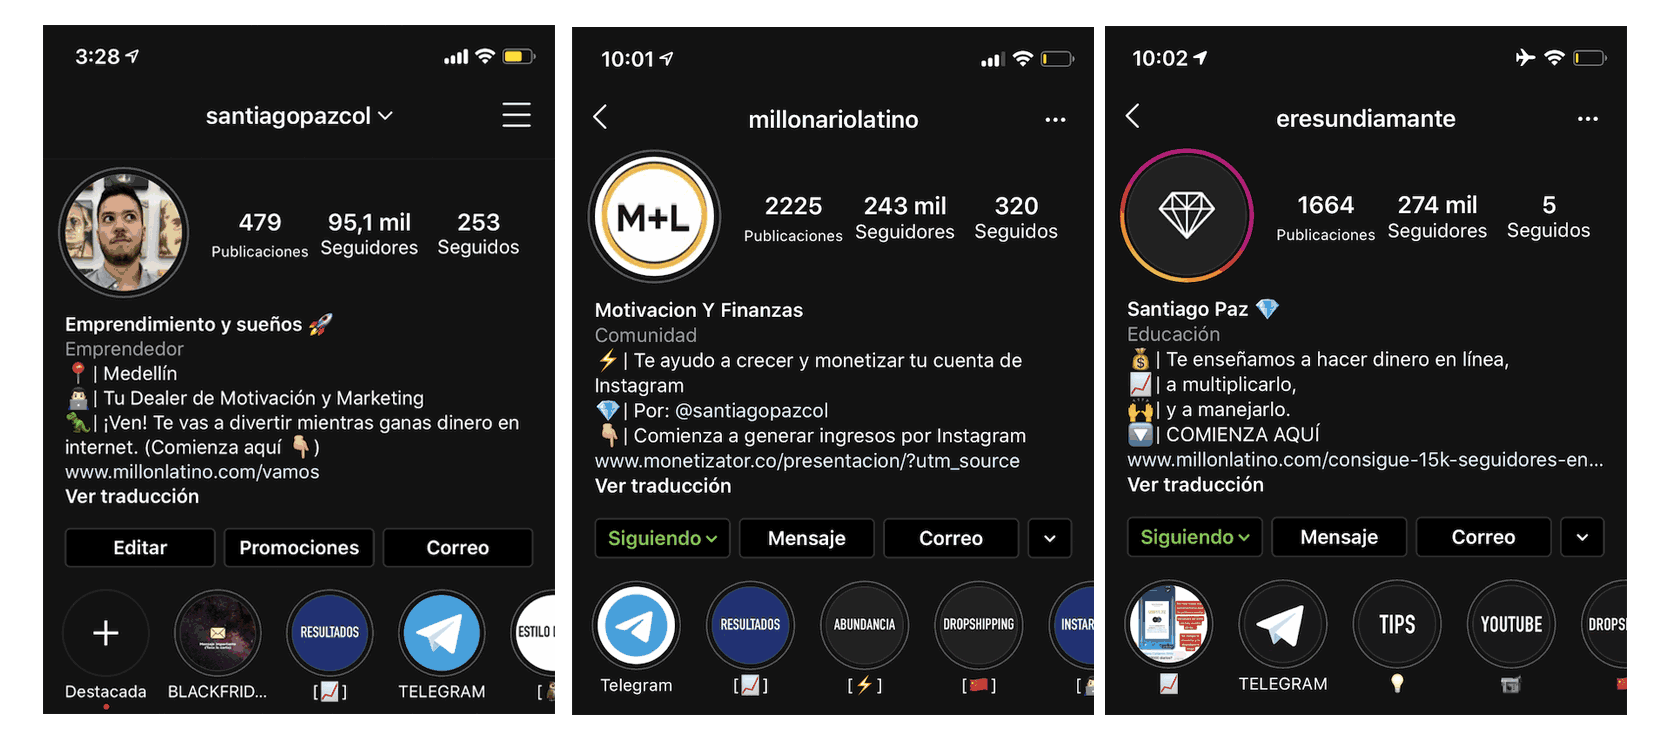 3:28
santiagopazcol
479
Publicaciones
95,1 mil
Seguidores
253
Seguidos
Emprendimiento y sueños 🚀
Emprendedor
📍| Medellín
👨🏻‍💻| Tu Dealer de Motivación y Marketing
🦖| ¡Ven! Te vas a divertir mientras ganas dinero en
internet. (Comienza aquí 👇🏼)
www.millonlatino.com/vamos
Ver traducción
Editar
Promociones
Correo
RESULTADOS
ESTILO D
Destacada
BLACKFRID...
[📈]
TELEGRAM
10:01
millonariolatino
M+L
2225
Publicaciones
243 mil
Seguidores
320
Seguidos
Motivacion Y Finanzas
Comunidad
⚡| Te ayudo a crecer y monetizar tu cuenta de
Instagram
💎| Por: @santiagopazcol
👇🏼| Comienza a generar ingresos por Instagram
www.monetizator.co/presentacion/?utm_source
Ver traducción
Siguiendo
Mensaje
Correo
RESULTADOS
ABUNDANCIA
DROPSHIPPING
INSTAR
Telegram
[📈]
[⚡]
[🇨🇳]
10:02
eresundiamante
1664
Publicaciones
274 mil
Seguidores
5
Seguidos
Santiago Paz 💎
Educación
💰| Te enseñamos a hacer dinero en línea,
📈| a multiplicarlo,
🙌| y a manejarlo.
🔽| COMIENZA AQUÍ
www.millonlatino.com/consigue-15k-seguidores-en...
Ver traducción
Siguiendo
Mensaje
Correo
TIPS
YOUTUBE
DROPS
TELEGRAM